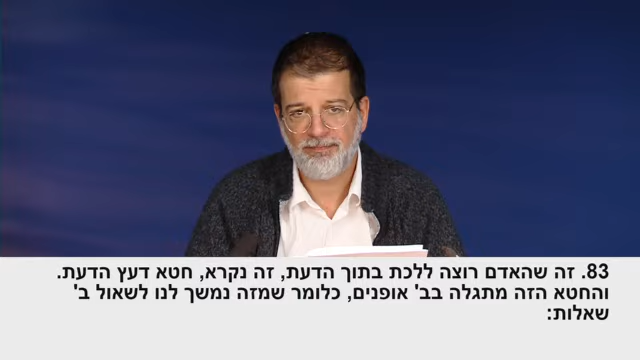 83. זה שהאדם רוצה ללכת בתוך הדעת, זה נקרא, חטא דעץ הדעת.
והחטא הזה מתגלה בב' אופנים, כלומר שמזה נמשך לנו לשאול ב'
שאלות: